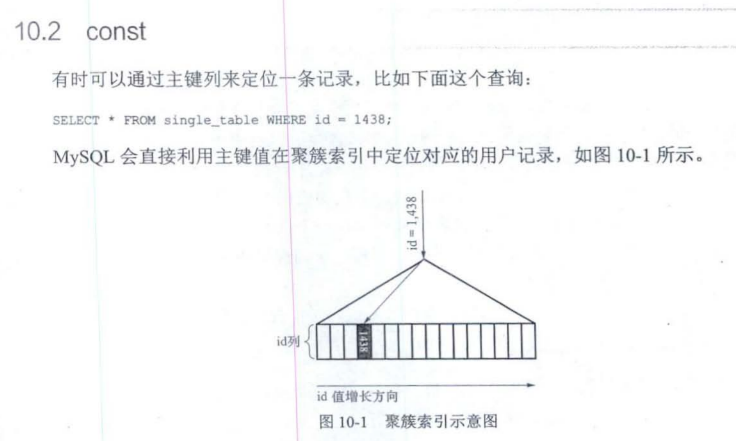 10.2 const
有时可以通过主键列来定位一条记录，比如下面这个查询：
SELECT * FROM single_table WHERE id = 1438;
MySQL 会直接利用主键值在聚簇索引中定位对应的用户记录，如图 10-1 所示。
id = 1,438
id列
1438
id 值增长方向
图 10-1 聚簇索引示意图